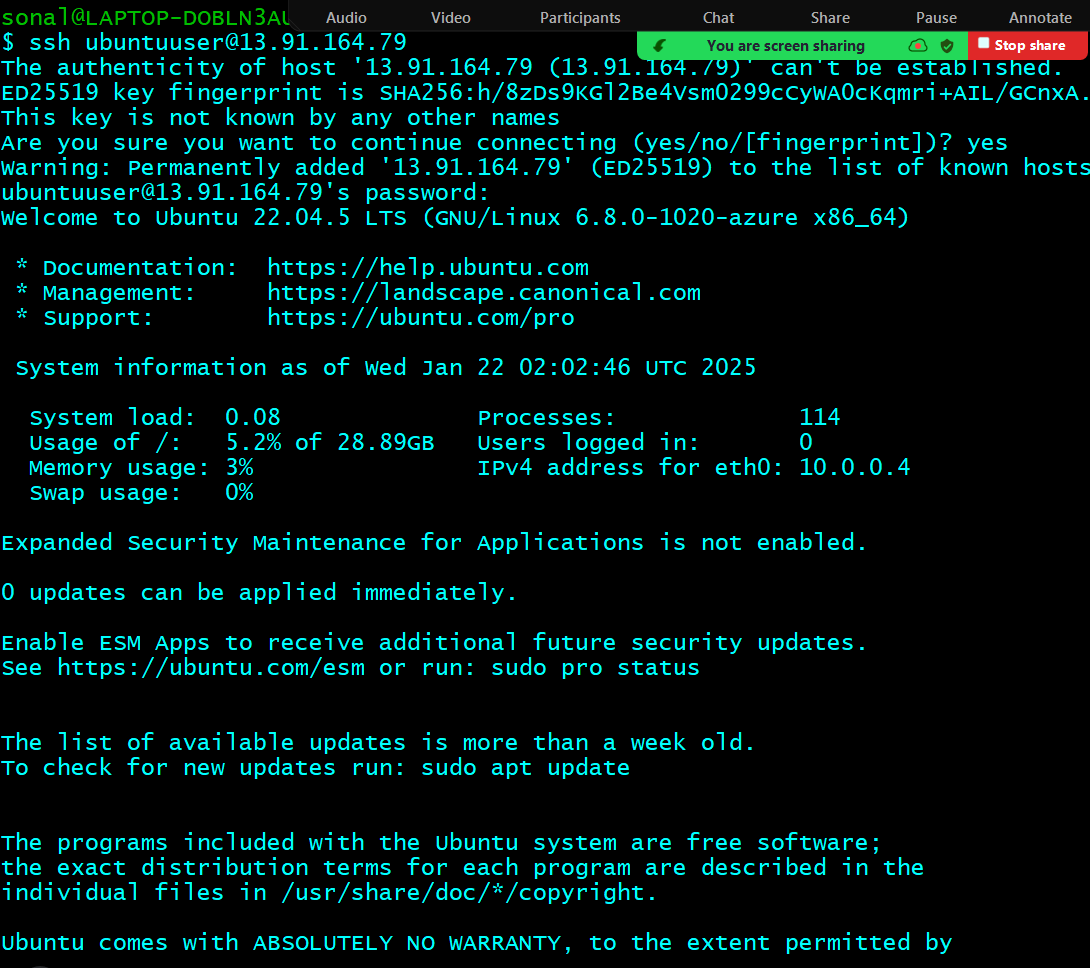 sonal@LAPTOP-DOBLN3AU
Audio Video Participants Chat Share Pause Annotate
$ ssh ubuntuuser@13.91.164.79
You are screen sharing Stop share
The authenticity of host '13.91.164.79 (13.91.164.79)' can't be established.
ED25519 key fingerprint is SHA256:h/8zDs9KGl2Be4Vsm0299cCyWA0cKqmri+AIL/GCnxA.
This key is not known by any other names
Are you sure you want to continue connecting (yes/no/[fingerprint])? yes
Warning: Permanently added '13.91.164.79' (ED25519) to the list of known hosts
ubuntuuser@13.91.164.79's password:
Welcome to Ubuntu 22.04.5 LTS (GNU/Linux 6.8.0-1020-azure x86_64)
* Documentation: https://help.ubuntu.com
* Management: https://landscape.canonical.com
* Support: https://ubuntu.com/pro
System information as of Wed Jan 22 02:02:46 UTC 2025
System load: 0.08 Processes: 114
Usage of /: 5.2% of 28.89GB Users logged in: 0
Memory usage: 3% IPv4 address for eth0: 10.0.0.4
Swap usage: 0%
Expanded Security Maintenance for Applications is not enabled.
0 updates can be applied immediately.
Enable ESM Apps to receive additional future security updates.
See https://ubuntu.com/esm or run: sudo pro status
The list of available updates is more than a week old.
To check for new updates run: sudo apt update
The programs included with the Ubuntu system are free software;
the exact distribution terms for each program are described in the
individual files in /usr/share/doc/*/copyright.
Ubuntu comes with ABSOLUTELY NO WARRANTY, to the extent permitted by